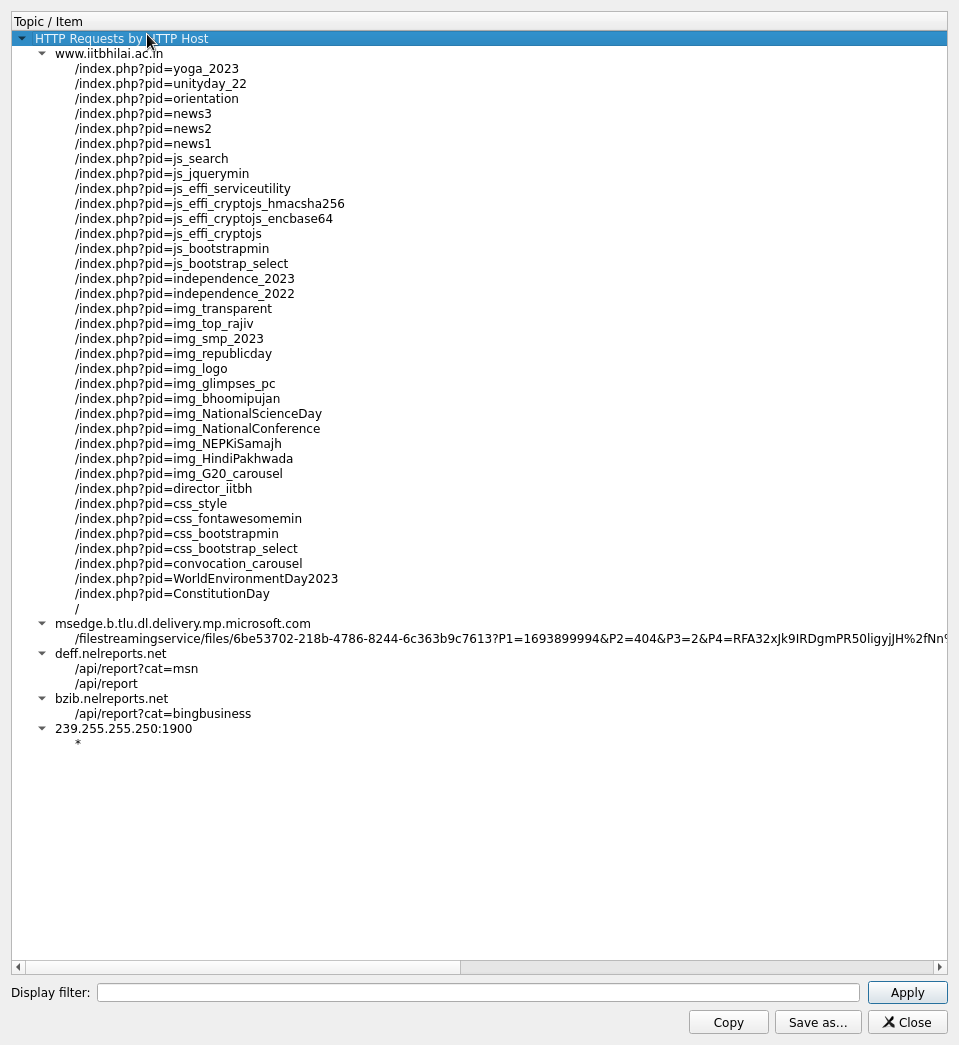 Topic / Item
HTTP Requests by HTTP Host
www.iitbhilai.ac.in
/index.php?pid=yoga_2023
/index.php?pid=unityday_22
/index.php?pid=orientation
/index.php?pid=news3
/index.php?pid=news2
/index.php?pid=news1
/index.php?pid=js_search
/index.php?pid=js_jquerymin
/index.php?pid=js_effi_serviceutility
/index.php?pid=js_effi_cryptojs_hmacsha256
/index.php?pid=js_effi_cryptojs_encbase64
/index.php?pid=js_effi_cryptojs
/index.php?pid=js_bootstrapmin
/index.php?pid=js_bootstrap_select
/index.php?pid=independence_2023
/index.php?pid=independence_2022
/index.php?pid=img_transparent
/index.php?pid=img_top_rajiv
/index.php?pid=img_smp_2023
/index.php?pid=img_republicday
/index.php?pid=img_logo
/index.php?pid=img_glimpses_pc
/index.php?pid=img_bhoomipujan
/index.php?pid=img_NationalScienceDay
/index.php?pid=img_NationalConference
/index.php?pid=img_NEPKiSamajh
/index.php?pid=img_HindiPakhwada
/index.php?pid=img_G20_carousel
/index.php?pid=director_iitbh
/index.php?pid=css_style
/index.php?pid=css_fontawesomemin
/index.php?pid=css_bootstrapmin
/index.php?pid=css_bootstrap_select
/index.php?pid=convocation_carousel
/index.php?pid=WorldEnvironmentDay2023
/index.php?pid=ConstitutionDay
/
msedge.b.tlu.dl.delivery.mp.microsoft.com
/filestreamingservice/files/6be53702-218b-4786-8244-6c363b9c7613?P1=1693899994&P2=404&P3=2&P4=RFA32xJk9IRDgmPR50ligyjJH%2fNn%
deff.nelreports.net
/api/report?cat=msn
/api/report
bzib.nelreports.net
/api/report?cat=bingbusiness
239.255.255.250:1900
*
Display filter:
Apply
Copy
Save as...
Close